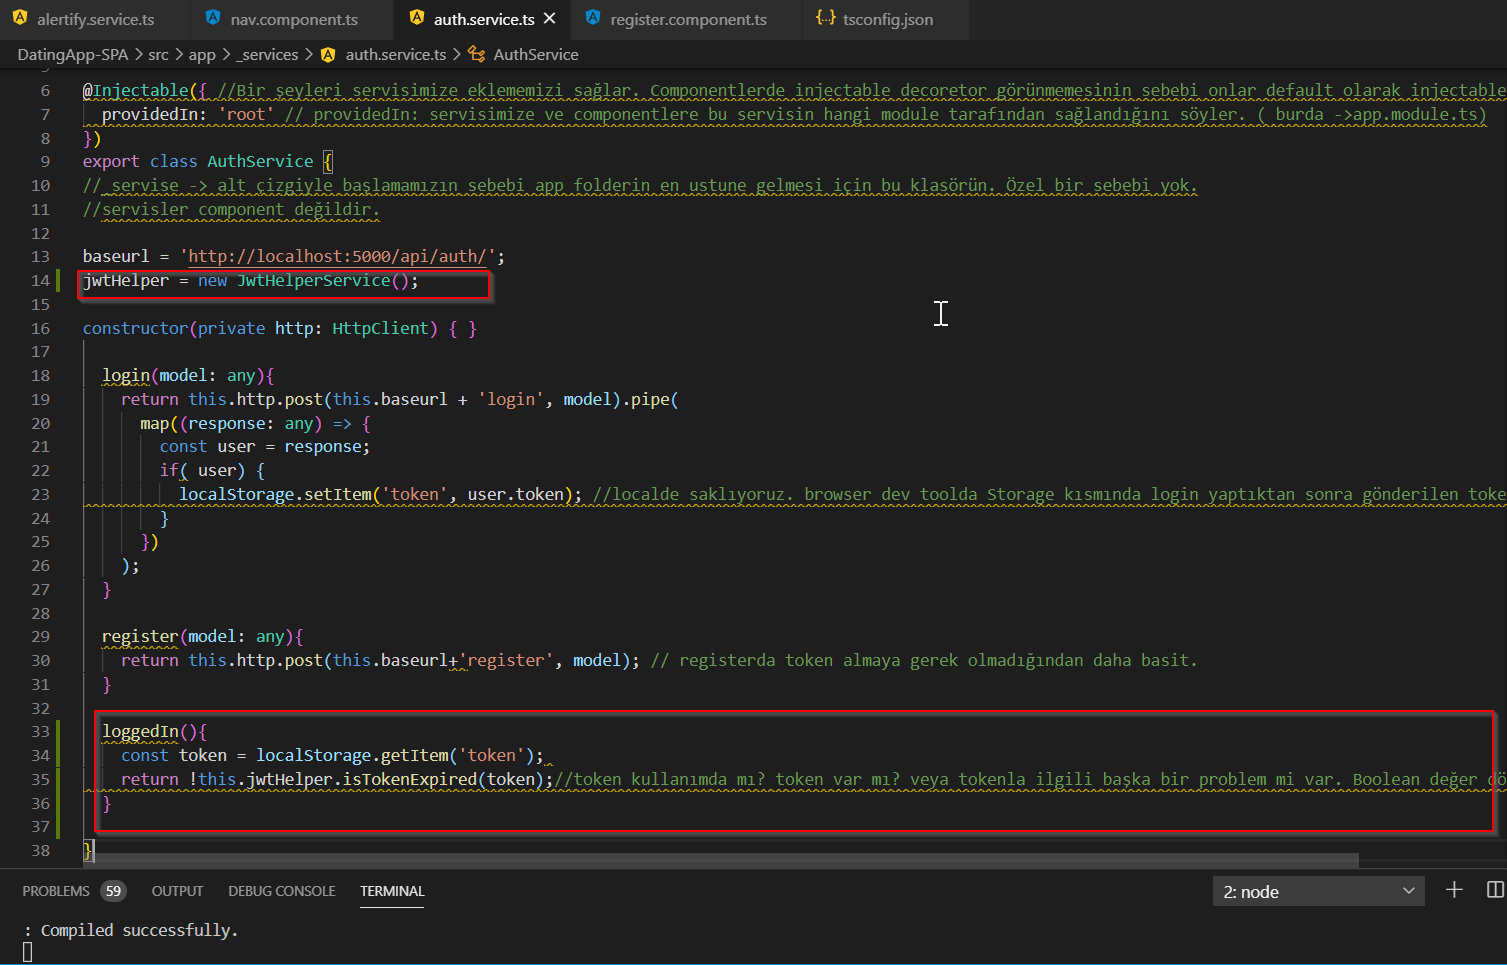 alertify.service.ts nav.component.ts auth.service.ts register.component.ts tsconfig.json
DatingApp-SPA > src > app > _services > auth.service.ts > AuthService
6 @Injectable({ //Bir şeyleri servisimize eklememizi sağlar. Componentlerde injectable decoretor görünmemesinin sebebi onlar default olarak injectable
7 providedIn: 'root' // providedIn: servisimize ve componentlere bu servisin hangi module tarafından sağlandığını söyler. ( burda ->app.module.ts)
8 })
9 export class AuthService {
10 //_servise -> alt çizgiyle başlamamızın sebebi app folderin en ustune gelmesi için bu klasörün. Özel bir sebebi yok.
11 //servisler component değildir.
12
13 baseurl = 'http://localhost:5000/api/auth/';
14 jwtHelper = new JwtHelperService();
15
16 constructor(private http: HttpClient) { }
17
18 login(model: any){
19 return this.http.post(this.baseurl + 'login', model).pipe(
20 map((response: any) => {
21 const user = response;
22 if( user) {
23 localStorage.setItem('token', user.token); //localde saklıyoruz. browser dev toolda Storage kısmında login yaptıktan sonra gönderilen toke
24 }
25 })
26 );
27 }
28
29 register(model: any){
30 return this.http.post(this.baseurl+'register', model); // registerda token almaya gerek olmadığından daha basit.
31 }
32
33 loggedIn(){
34 const token = localStorage.getItem('token');
35 return !this.jwtHelper.isTokenExpired(token);//token kullanımda mı? token var mı? veya tokenla ilgili başka bir problem mi var. Boolean değer dö
36 }
37
38 }
PROBLEMS 59 OUTPUT DEBUG CONSOLE TERMINAL 2: node
: Compiled successfully.